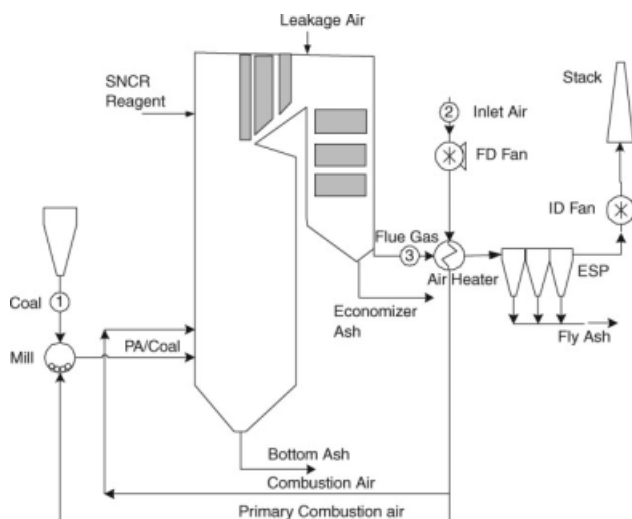 Leakage Air
SNCR
Reagent
Stack
2
Inlet Air
FD Fan
ID Fan
Flue Gas
3
Air Heater
ESP
Coal
1
Economizer
Ash
Fly Ash
Mill
PA/Coal
Bottom Ash
Combustion Air
Primary Combustion air